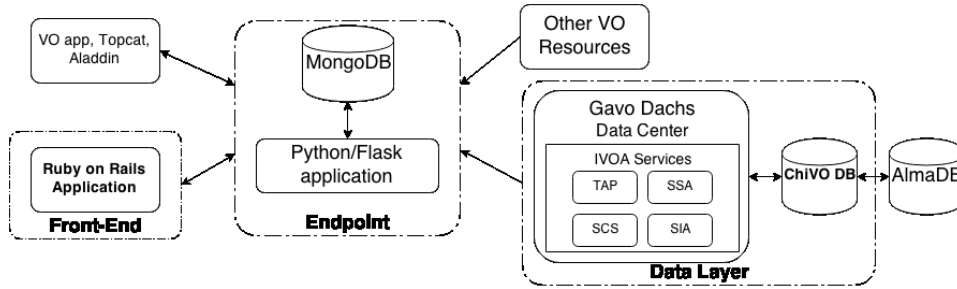 VO app, Topcat,
Aladdin
Ruby on Rails
Application
Front-End
MongoDB
Python/Flask
application
Endpoint
Other VO
Resources
Gavo Dachs
Data Center
IVOA Services
TAP
SSA
SCS
SIA
ChiVO DB
Data Layer
AlmaDB